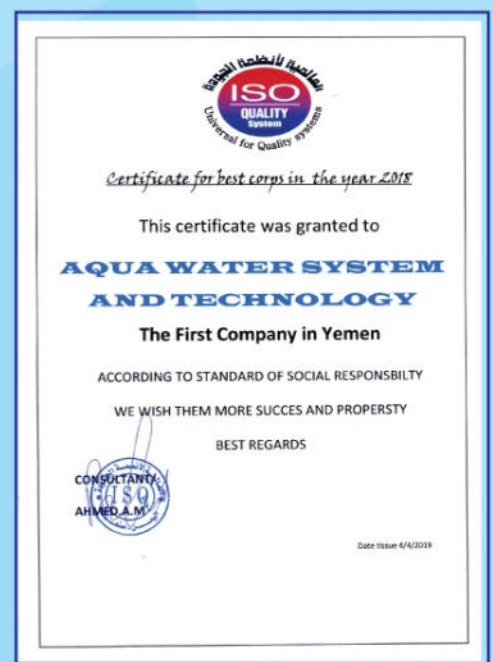 العالمية لأنظمة الجودة
ISO
QUALITY
System
Universal for Quality systems
Certificate for best corps in the year 2018
This certificate was granted to
AQUA WATER SYSTEM
AND TECHNOLOGY
The First Company in Yemen
ACCORDING TO STANDARD OF SOCIAL RESPONSBILTY
WE WISH THEM MORE SUCCES AND PROPERSTY
BEST REGARDS
CONSULTANT/
ISO
AHMED.A.M
Date tissue 4/4/2019